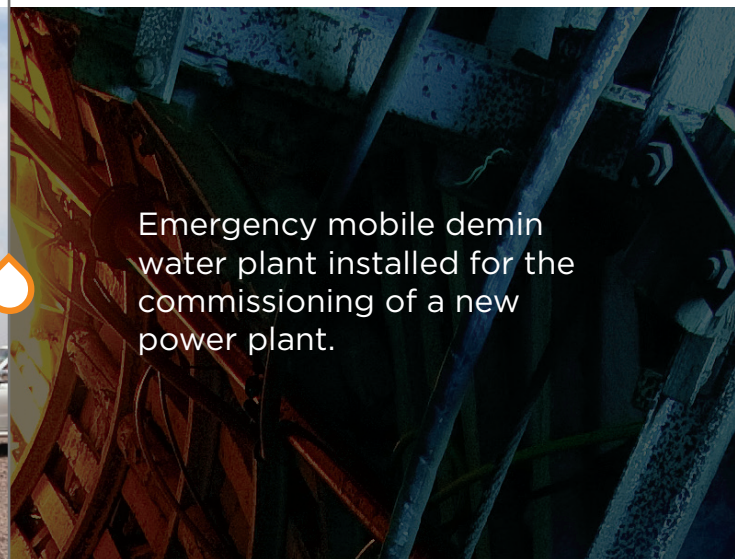 Emergency mobile demin
water plant installed for the
commissioning of a new
power plant.